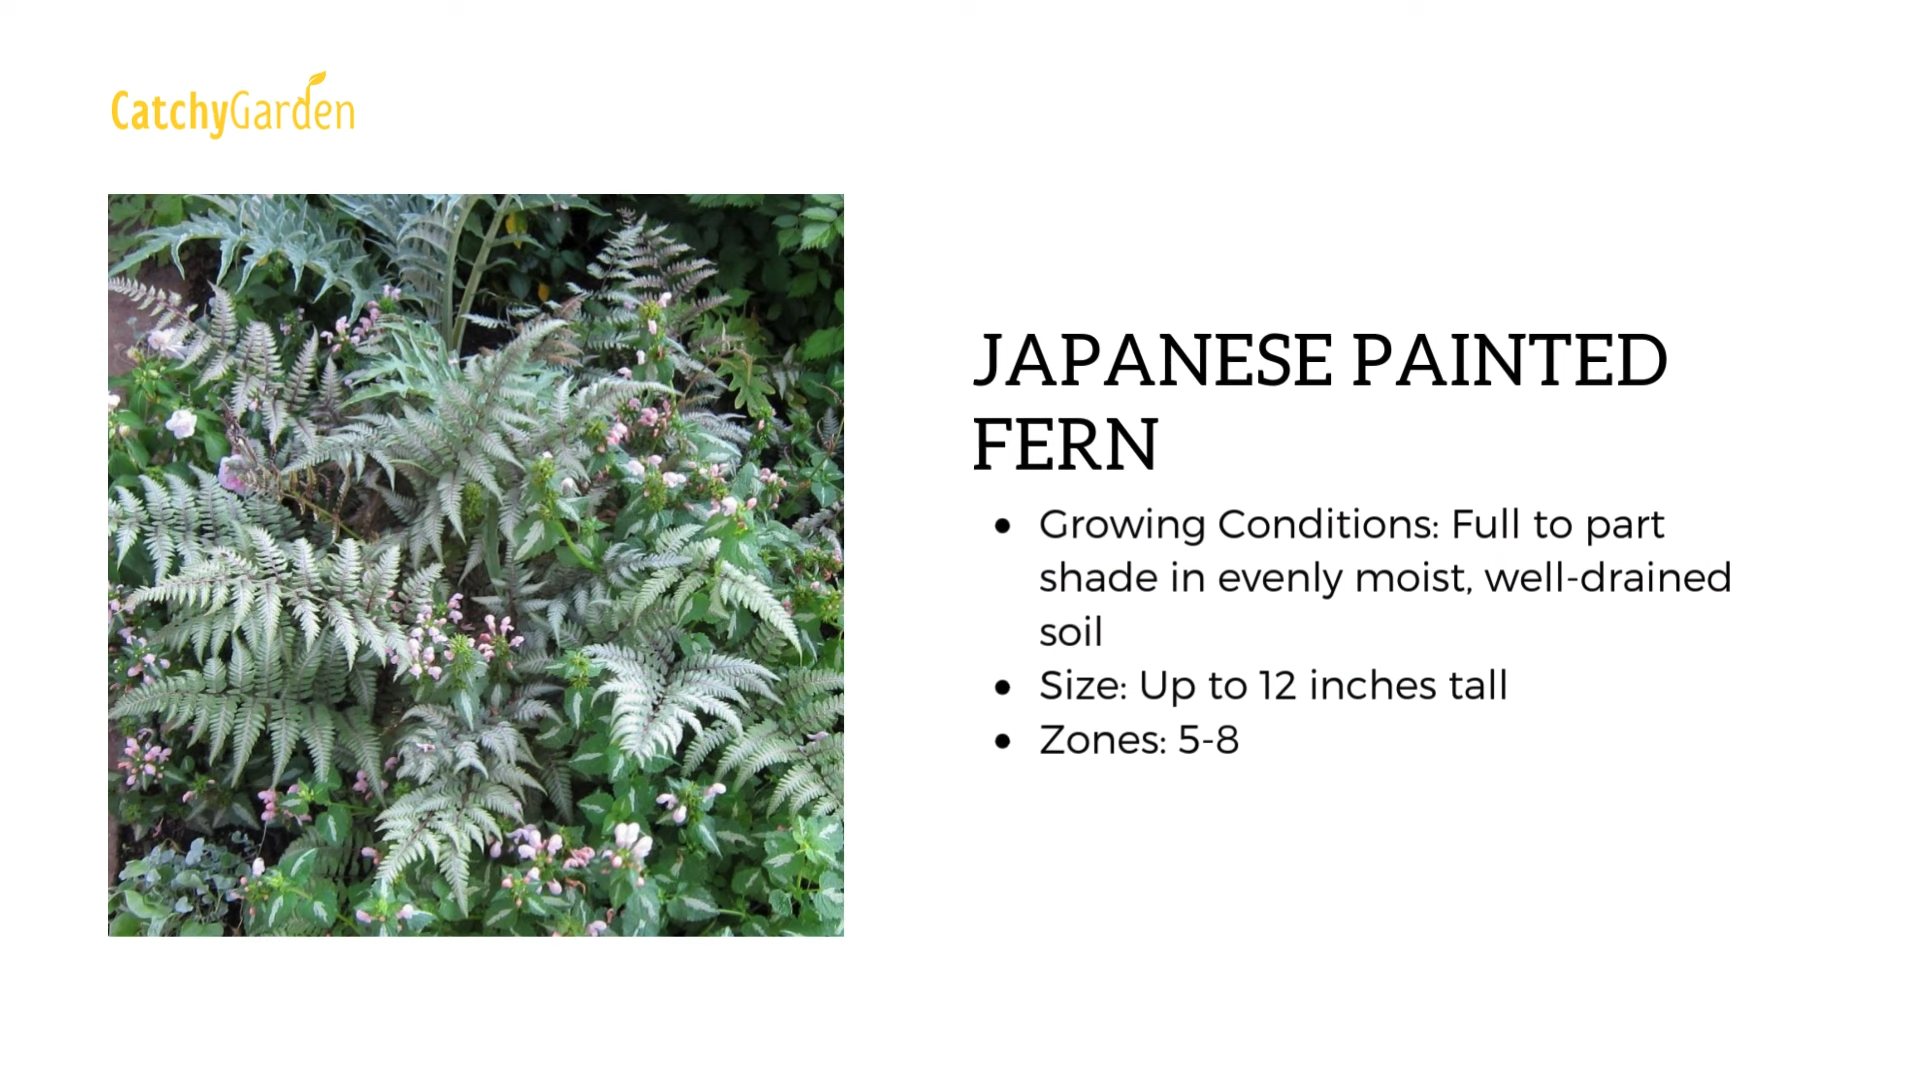 CatchyGarden
JAPANESE PAINTED
FERN
• Growing Conditions: Full to part
shade in evenly moist, well-drained
soil
• Size: Up to 12 inches tall
• Zones: 5-8